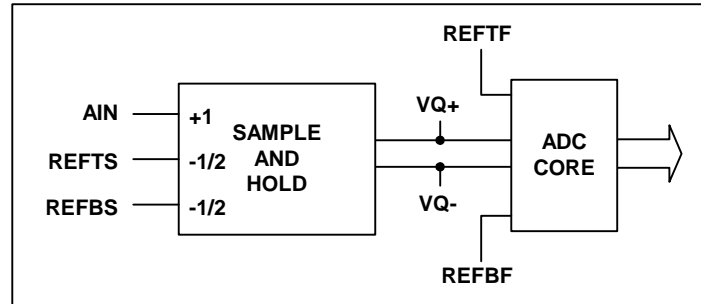 REFTF
AIN
+1
REFTS
-1/2
REFBS
-1/2
SAMPLE
AND
HOLD
VQ+
VQ-
ADC
CORE
REFBF